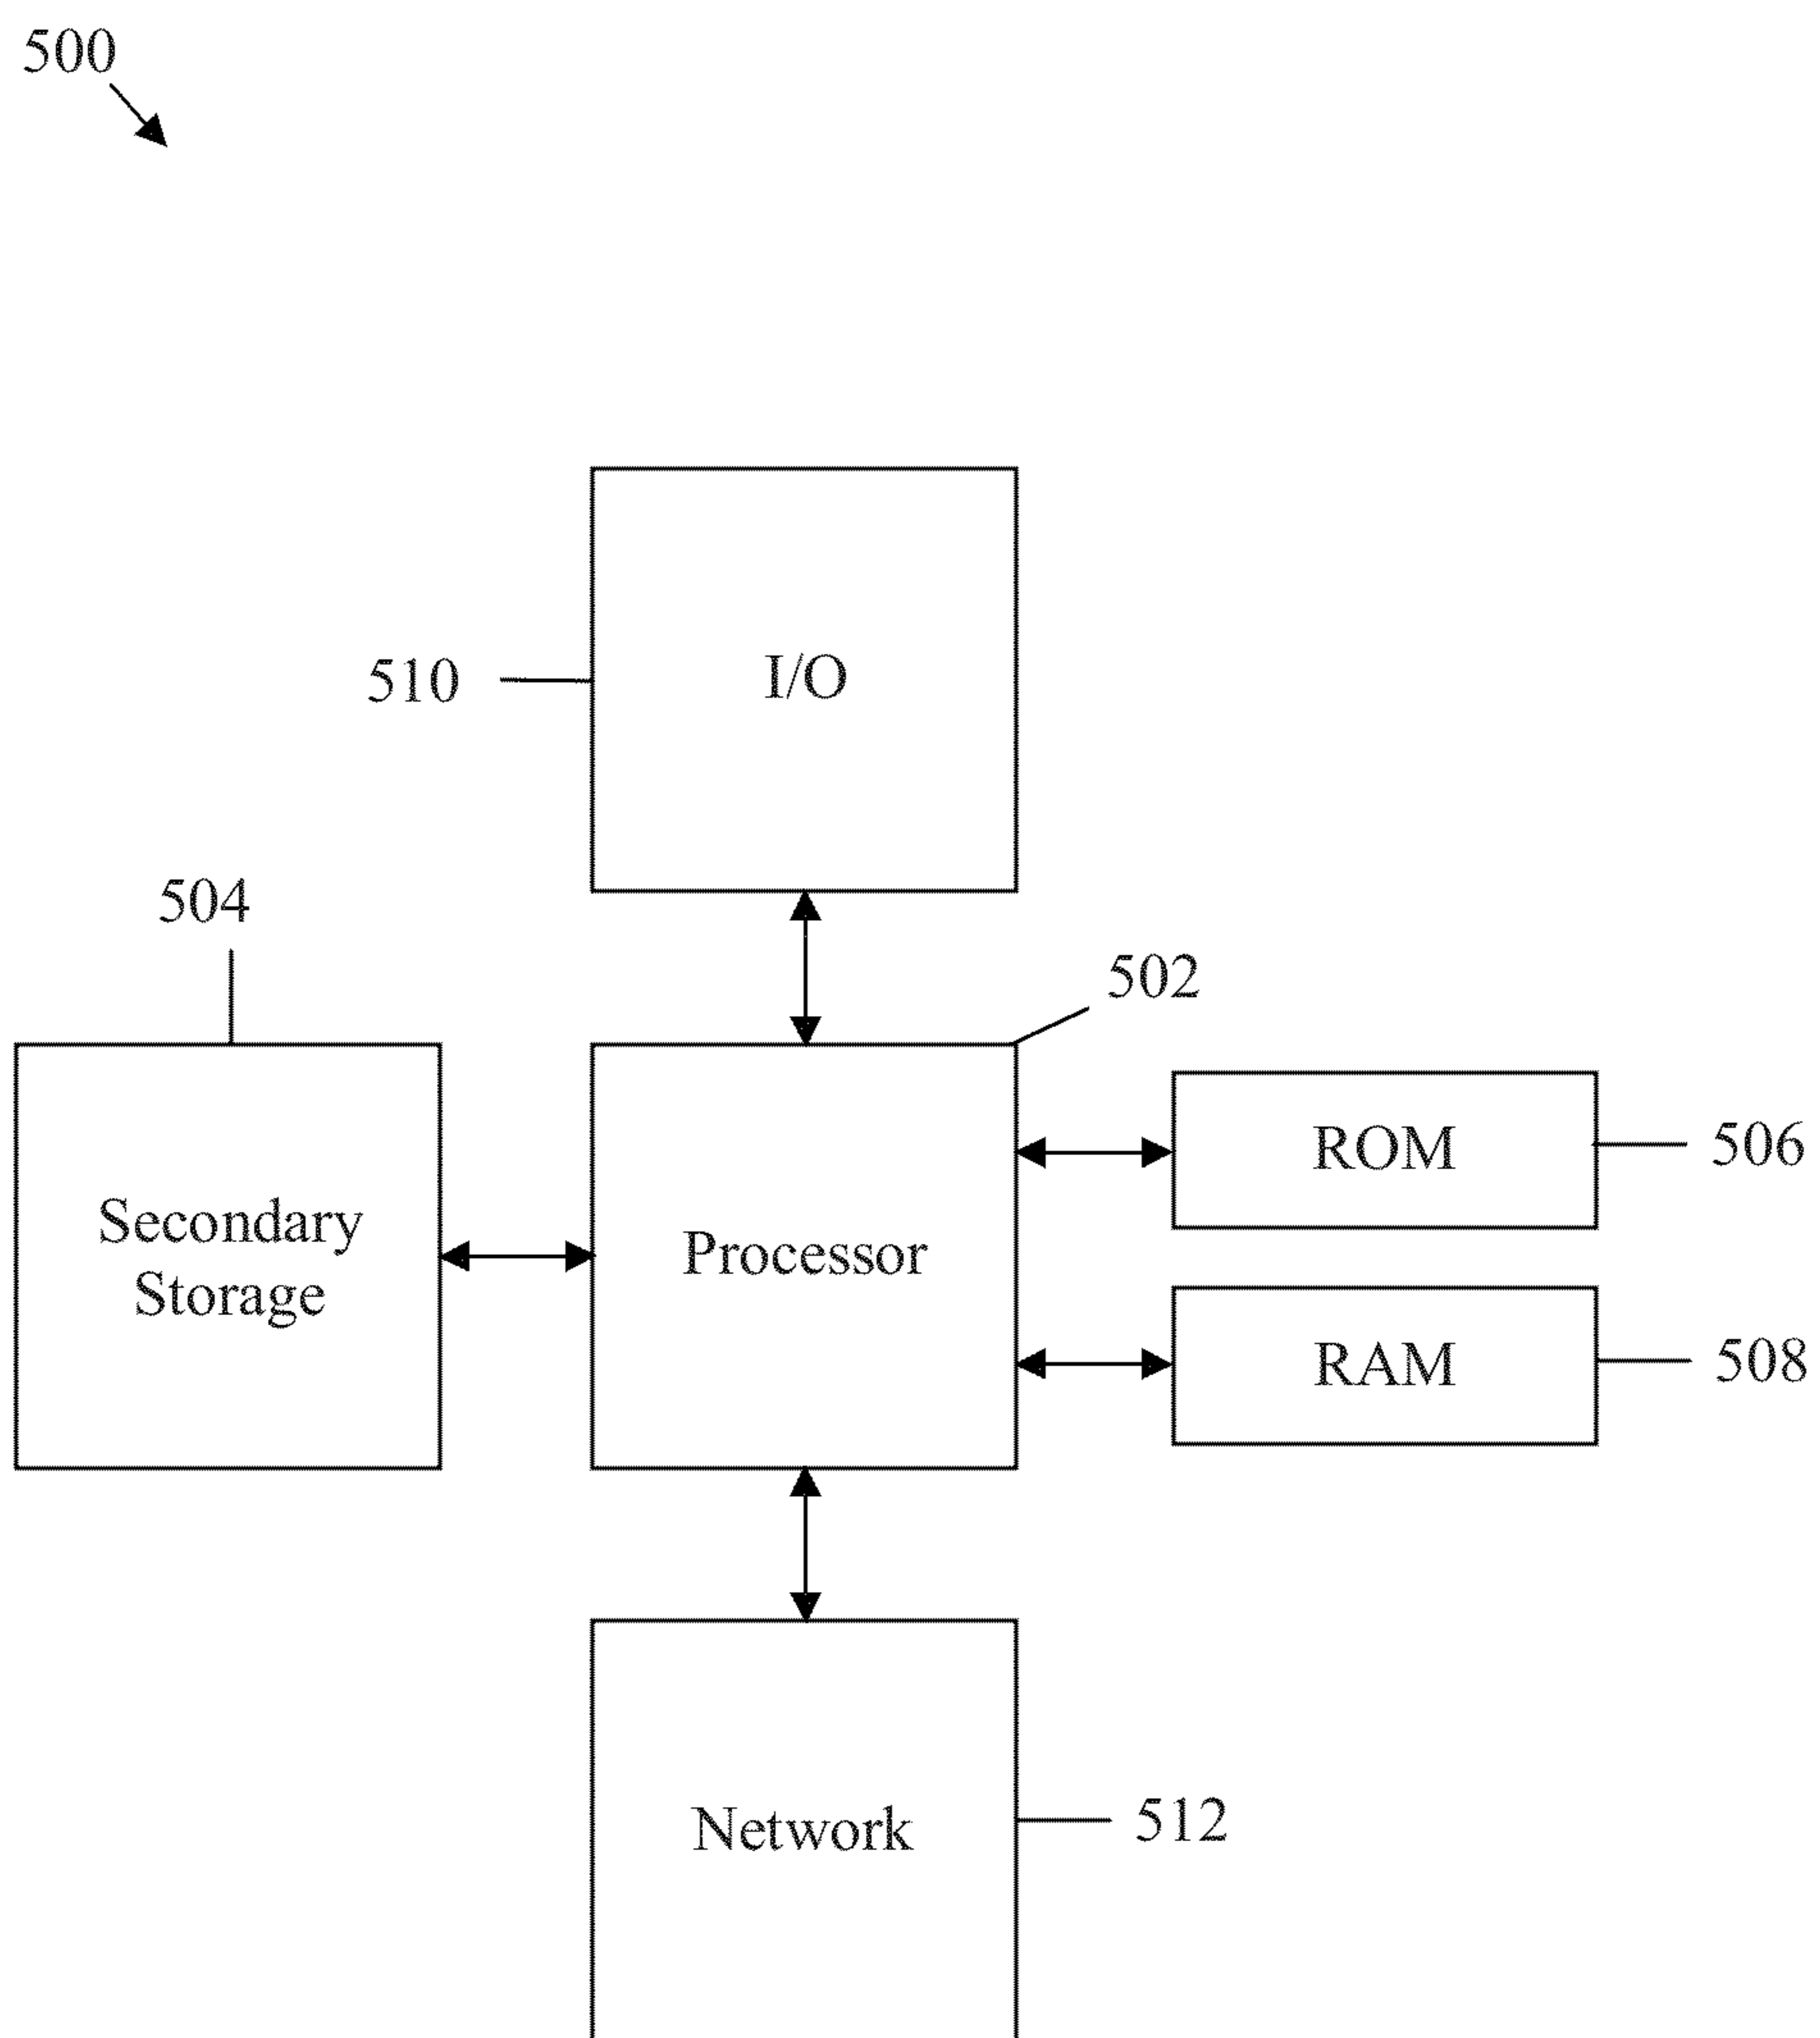 500
I/O
510
504
502
Secondary
Storage
Processor
ROM
506
RAM
508
Network
512